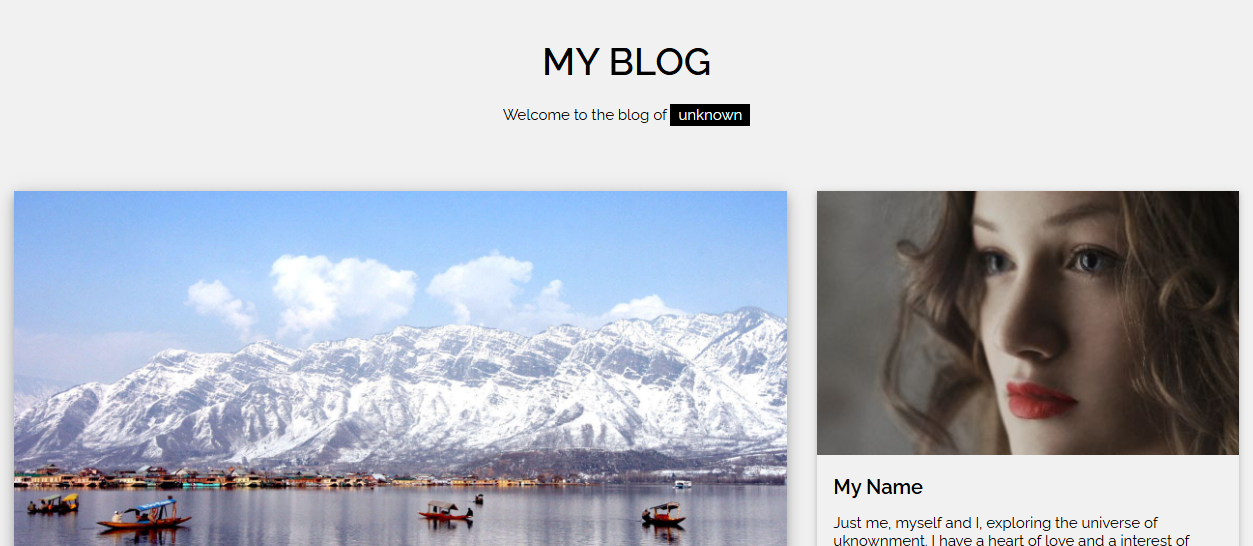 MY BLOG
Welcome to the blog of unknown
My Name
Just me, myself and I, exploring the universe of
uknownment. I have a heart of love and a interest of